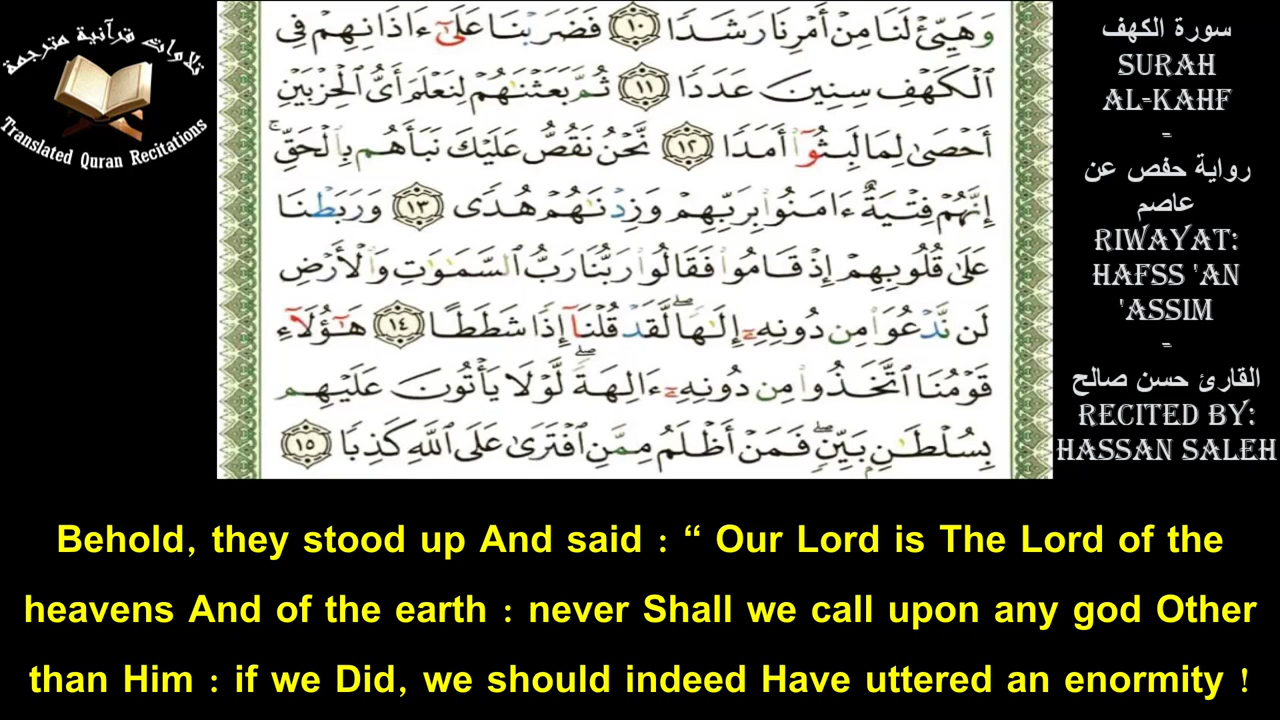 تلاوات قرآنية مترجمة
Translated Quran Recitations
وَهَيِّئْ لَنَا مِنْ أَمْرِنَا رَشَدًا ١٠ فَضَرَبْنَا عَلَىٰٓ ءَاذَانِهِمْ فِى
ٱلْكَهْفِ سِنِينَ عَدَدًا ١١ ثُمَّ بَعَثْنَٰهُمْ لِنَعْلَمَ أَىُّ ٱلْحِزْبَيْنِ
أَحْصَىٰ لِمَا لَبِثُوٓا۟ أَمَدًا ١٢ نَّحْنُ نَقُصُّ عَلَيْكَ نَبَأَهُم بِٱلْحَقِّ ۚ
إِنَّهُمْ فِتْيَةٌ ءَامَنُوا۟ بِرَبِّهِمْ وَزِدْنَٰهُمْ هُدًى ١٣ وَرَبَطْنَا
عَلَىٰ قُلُوبِهِمْ إِذْ قَامُوا۟ فَقَالُوا۟ رَبُّنَا رَبُّ ٱلسَّمَٰوَٰتِ وَٱلْأَرْضِ
لَن نَّدْعُوَا۟ مِن دُونِهِۦٓ إِلَٰهًا ۖ لَّقَدْ قُلْنَآ إِذًا شَطَطًا ١٤ هَٰٓؤُلَآءِ
قَوْمُنَا ٱتَّخَذُوا۟ مِن دُونِهِۦٓ ءَالِهَةً ۖ لَّوْلَا يَأْتُونَ عَلَيْهِم
بِسُلْطَٰنٍۭ بَيِّنٍ ۖ فَمَنْ أَظْلَمُ مِمَّنِ ٱفْتَرَىٰ عَلَى ٱللَّهِ كَذِبًا ١٥
سورة الكهف
SURAH
AL-KAHF
-
رواية حفص عن
عاصم
RIWAYAT:
HAFSS 'AN
'ASSIM
-
القارئ حسن صالح
RECITED BY:
HASSAN SALEH
Behold, they stood up And said : “ Our Lord is The Lord of the
heavens And of the earth : never Shall we call upon any god Other
than Him : if we Did, we should indeed Have uttered an enormity !